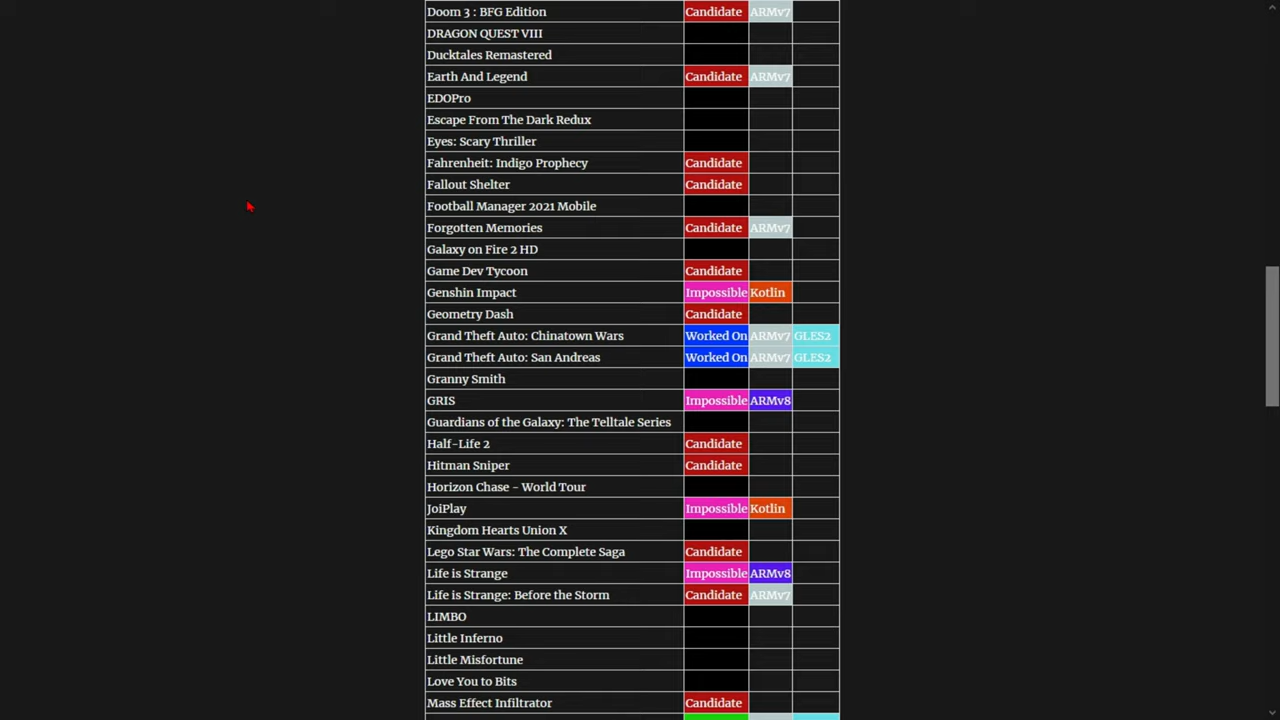 Doom 3 : BFG Edition Candidate ARMv7
DRAGON QUEST VIII
Ducktales Remastered
Earth And Legend Candidate ARMv7
EDOPro
Escape From The Dark Redux
Eyes: Scary Thriller
Fahrenheit: Indigo Prophecy Candidate
Fallout Shelter Candidate
Football Manager 2021 Mobile
Forgotten Memories Candidate ARMv7
Galaxy on Fire 2 HD
Game Dev Tycoon Candidate
Genshin Impact Impossible Kotlin
Geometry Dash Candidate
Grand Theft Auto: Chinatown Wars Worked On ARMv7 GLES2
Grand Theft Auto: San Andreas Worked On ARMv7 GLES2
Granny Smith
GRIS Impossible ARMv8
Guardians of the Galaxy: The Telltale Series
Half-Life 2 Candidate
Hitman Sniper Candidate
Horizon Chase - World Tour
JoiPlay Impossible Kotlin
Kingdom Hearts Union X
Lego Star Wars: The Complete Saga Candidate
Life is Strange Impossible ARMv8
Life is Strange: Before the Storm Candidate ARMv7
LIMBO
Little Inferno
Little Misfortune
Love You to Bits
Mass Effect Infiltrator Candidate